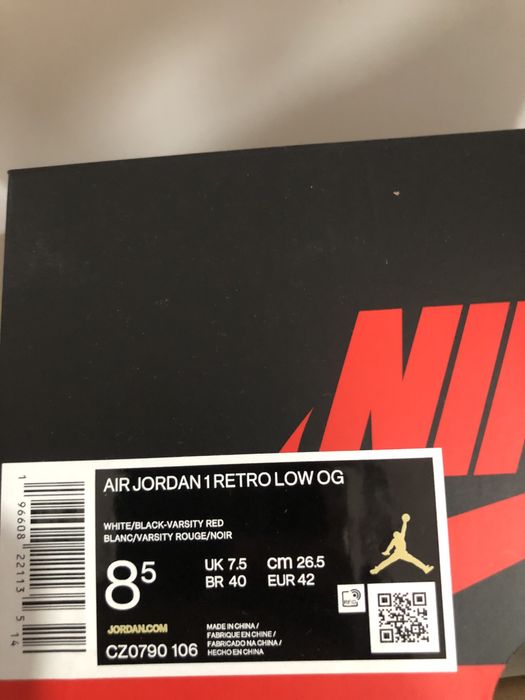 NIK
AIR JORDAN 1 RETRO LOW OG
WHITE/BLACK-VARSITY RED
BLANC/VARSITY ROUGE/NOIR
85
UK 7.5 cm 26.5
BR 40 EUR 42
RFID
JORDAN.COM
CZ0790 106
MADE IN CHINA /
FABRIQUE EN CHINE /
FABRICADO NA CHINA /
HECHO EN CHINA
1 96608 22113 5 14